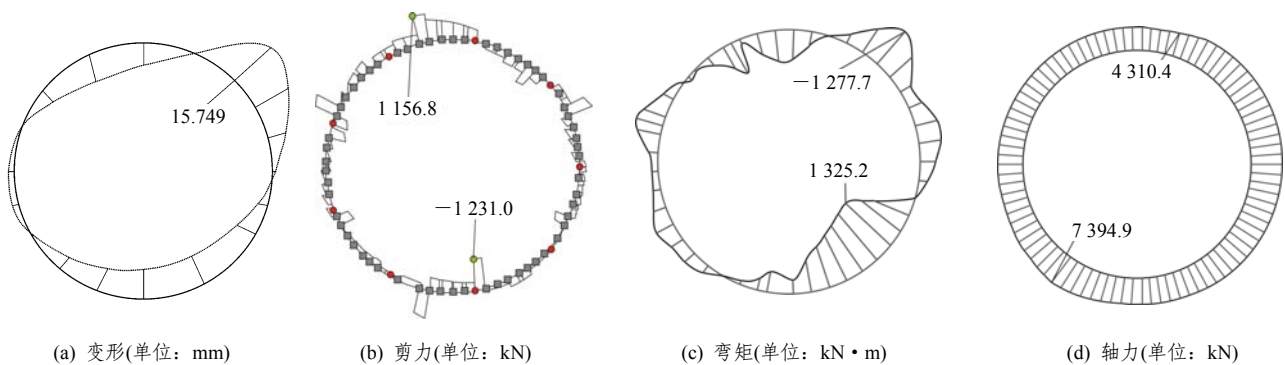 15.749
1 156.8
－1 231.0
－1 277.7
1 325.2
4 310.4
7 394.9
(a) 变形(单位：mm)
(b) 剪力(单位：kN)
(c) 弯矩(单位：kN·m)
(d) 轴力(单位：kN)